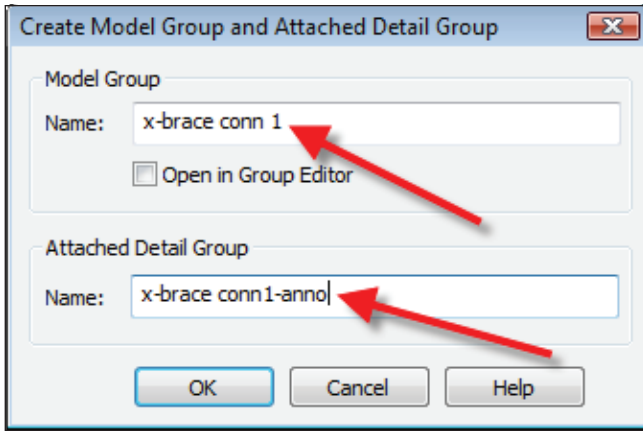 Create Model Group and Attached Detail Group
Model Group
Name: x-brace conn 1
Open in Group Editor
Attached Detail Group
Name: x-brace conn1-anno
OK Cancel Help